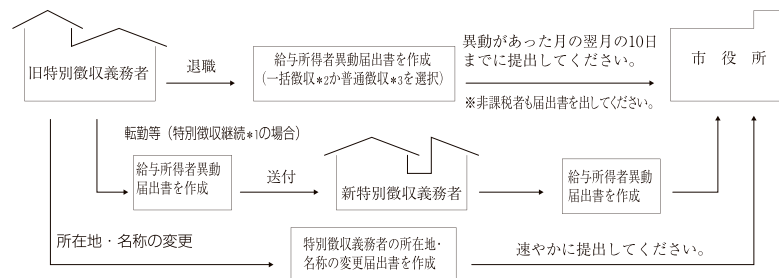 旧特別徴収義務者
退職
給与所得者異動届出書を作成
(一括徴収*2か普通徴収*3を選択)
異動があった月の翌月の10日
までに提出してください。
※非課税者も届出書を出してください。
市役所
転勤等(特別徴収継続*1の場合)
給与所得者異動
届出書を作成
送付
新特別徴収義務者
給与所得者異動
届出書を作成
所在地・名称の変更
特別徴収義務者の所在地・
名称の変更届出書を作成
速やかに提出してください。